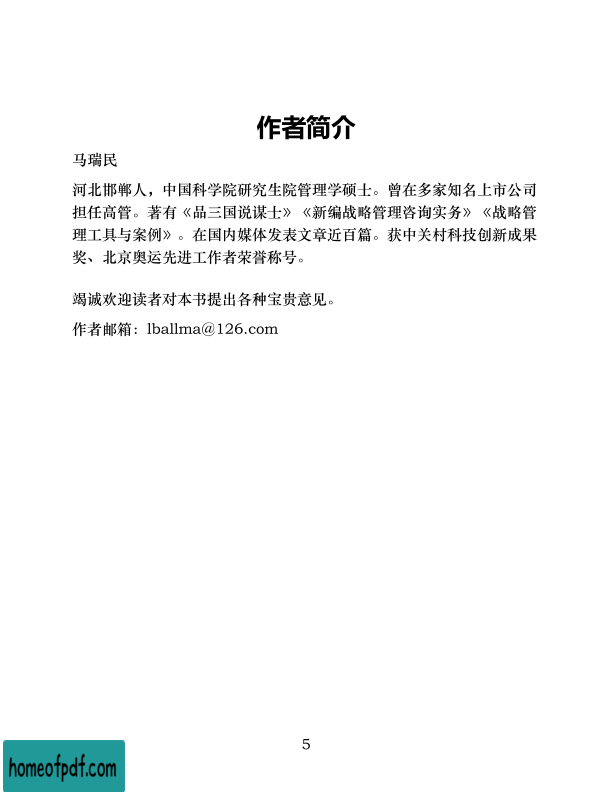 作者简介
马瑞民
河北邯郸人，中国科学院研究生院管理学硕士。曾在多家知名上市公司
担任高管。著有《品三国说谋士》《新编战略管理咨询实务》《战略管
理工具与案例》。在国内媒体发表文章近百篇。获中关村科技创新成果
奖、北京奥运先进工作者荣誉称号。
竭诚欢迎读者对本书提出各种宝贵意见。
作者邮箱：lballma@126.com
5
homeofpdf.com